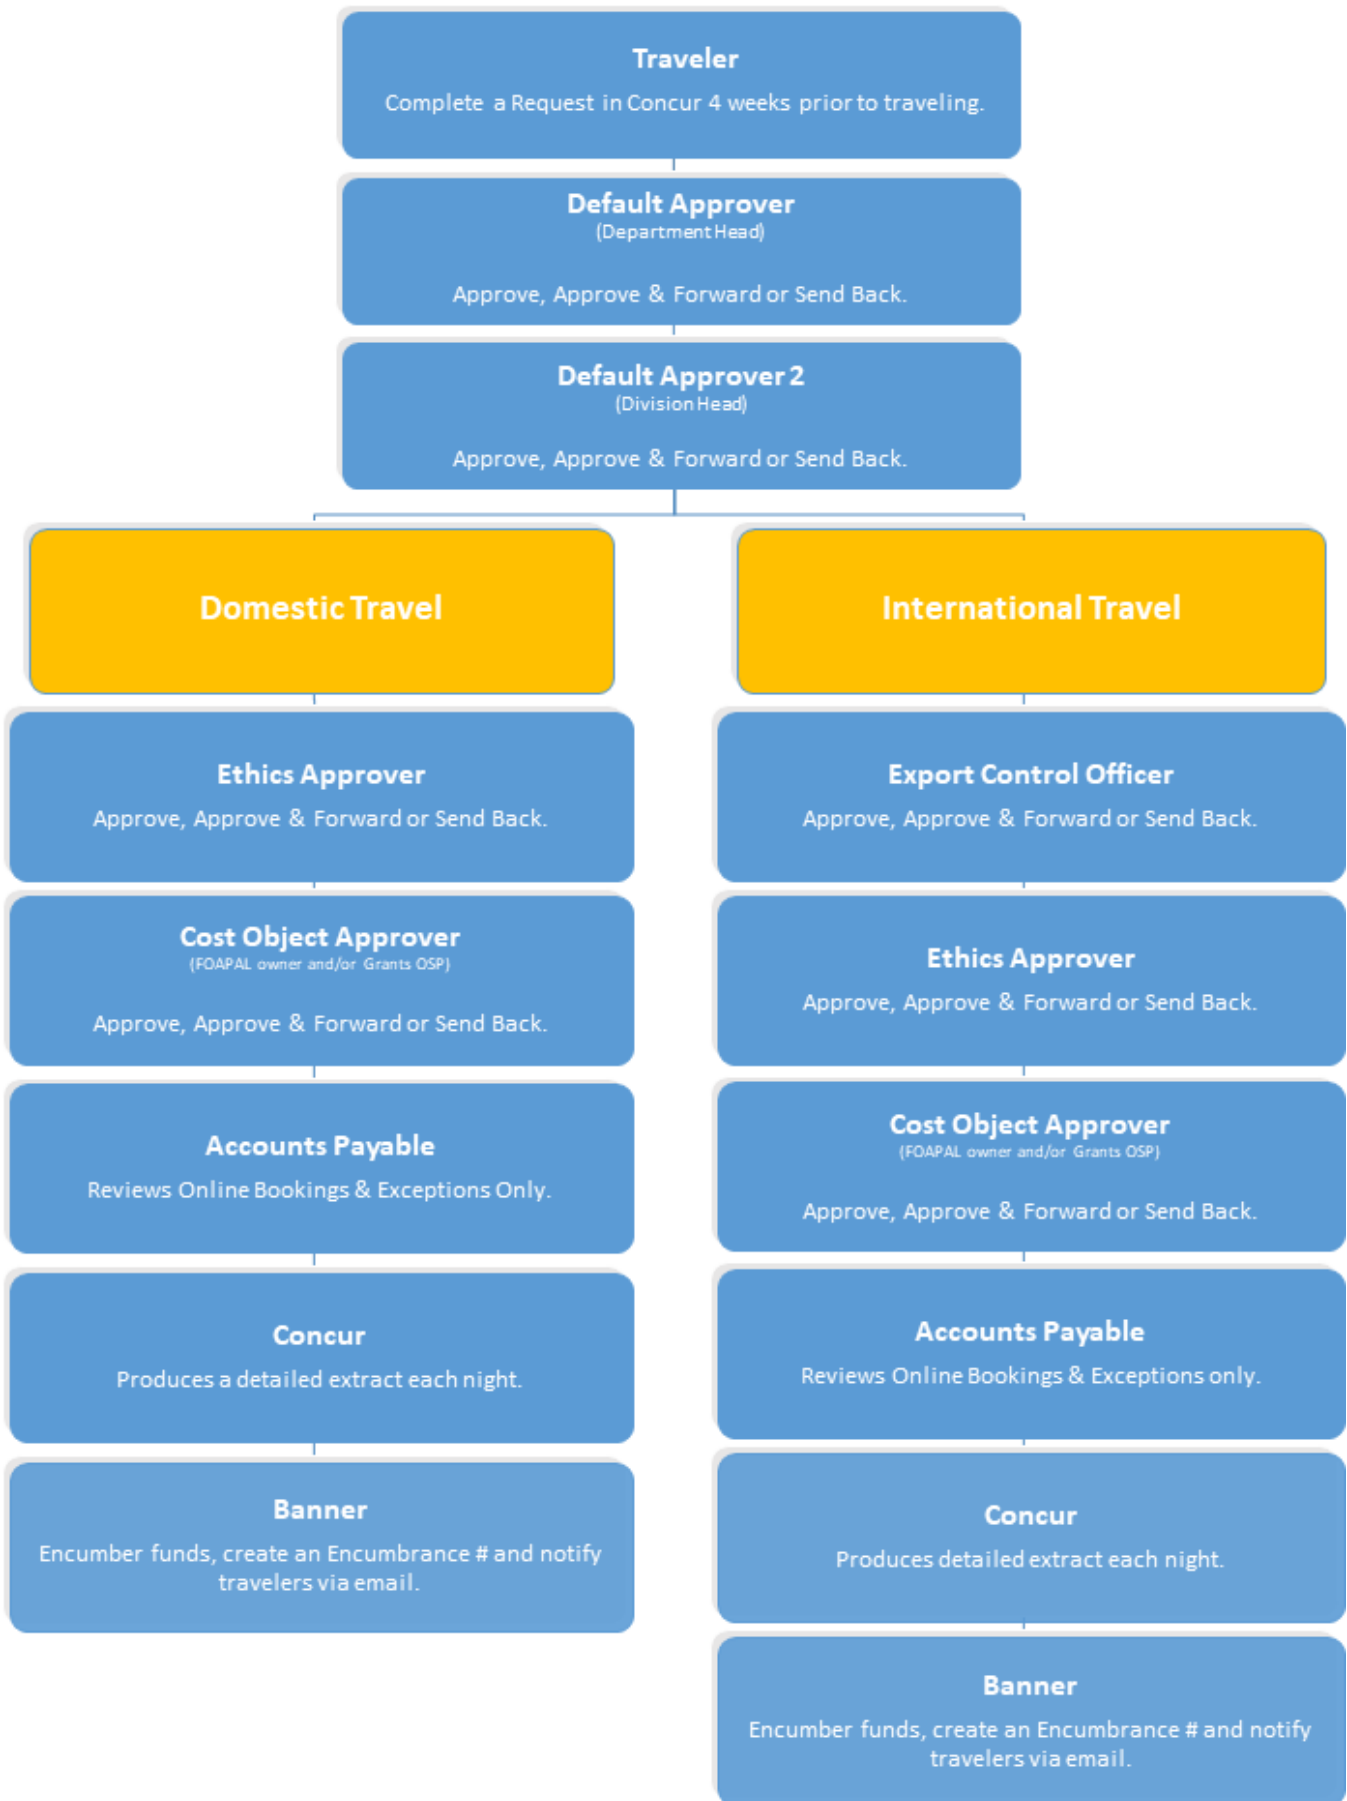 Traveler
Complete a Request in Concur 4 weeks prior to traveling.
Default Approver
(Department Head)
Approve, Approve & Forward or Send Back.
Default Approver 2
(Division Head)
Approve, Approve & Forward or Send Back.
Domestic Travel
Ethics Approver
Approve, Approve & Forward or Send Back.
Cost Object Approver
(FOAPAL owner and/or Grants OSP)
Approve, Approve & Forward or Send Back.
Accounts Payable
Reviews Online Bookings & Exceptions Only.
Concur
Produces a detailed extract each night.
Banner
Encumber funds, create an Encumbrance # and notify
travelers via email.
International Travel
Export Control Officer
Approve, Approve & Forward or Send Back.
Ethics Approver
Approve, Approve & Forward or Send Back.
Cost Object Approver
(FOAPAL owner and/or Grants OSP)
Approve, Approve & Forward or Send Back.
Accounts Payable
Reviews Online Bookings & Exceptions only.
Concur
Produces detailed extract each night.
Banner
Encumber funds, create an Encumbrance # and notify
travelers via email.